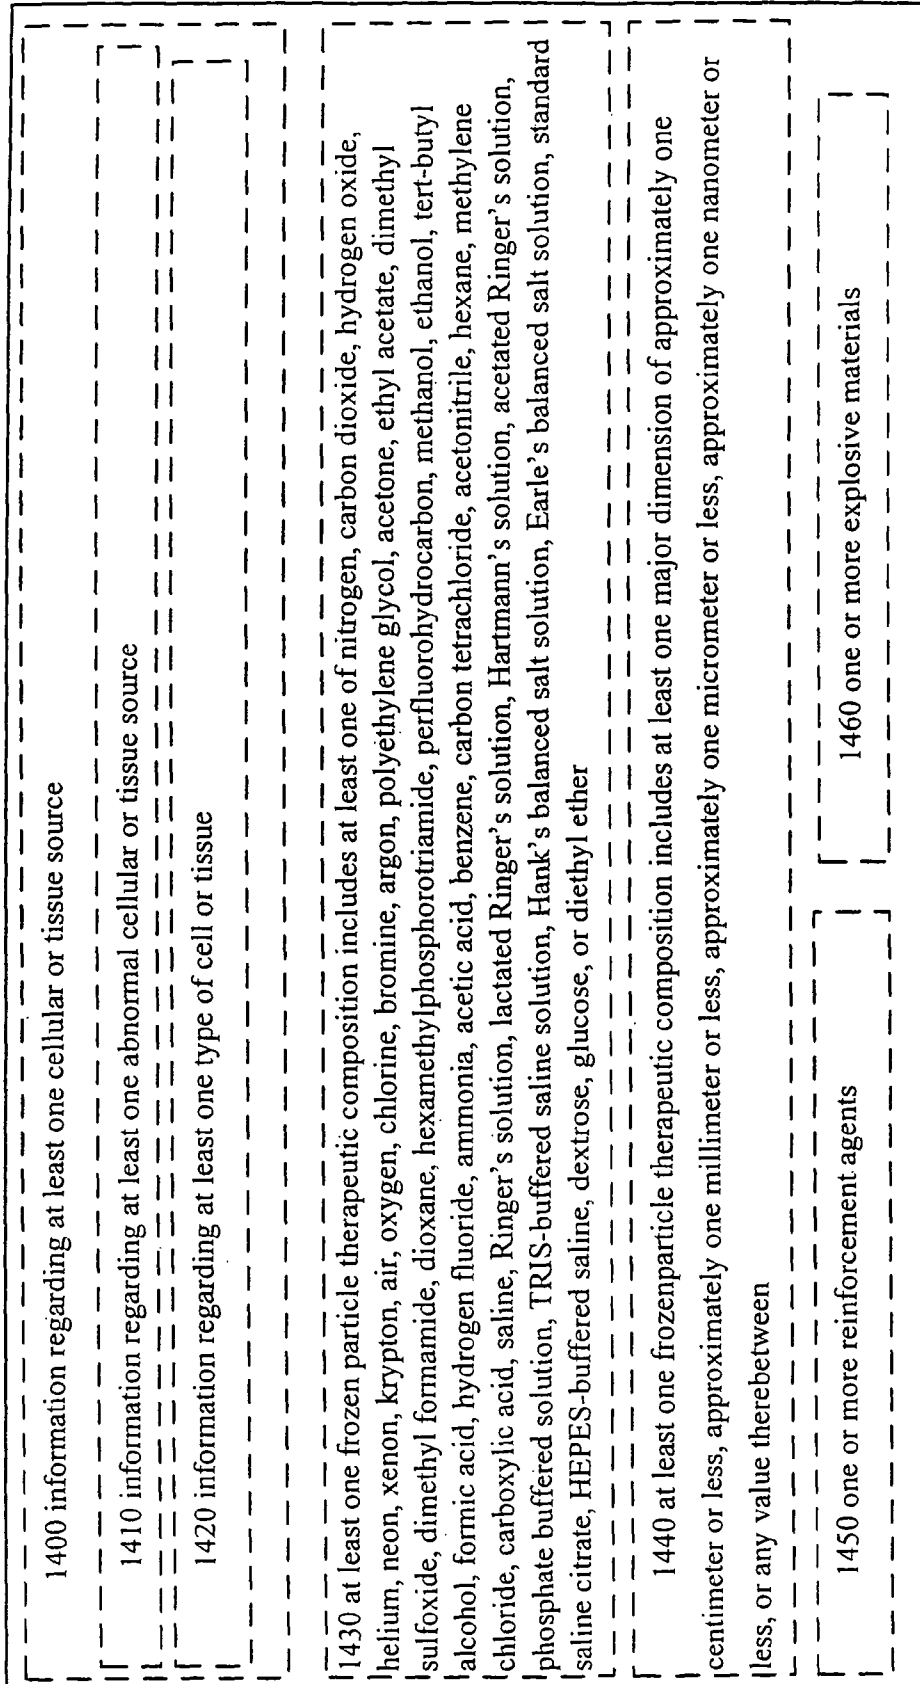 1400 information regarding at least one cellular or tissue source
1410 information regarding at least one abnormal cellular or tissue source
1420 information regarding at least one type of cell or tissue
1430 at least one frozen particle therapeutic composition includes at least one of nitrogen, carbon dioxide, hydrogen oxide,
helium, neon, xenon, krypton, air, oxygen, chlorine, bromine, argon, polyethylene glycol, acetone, ethyl acetate, dimethyl
sulfoxide, dimethyl formamide, dioxane, hexamethylphosphorotriamide, perfluorohydrocarbon, methanol, ethanol, tert-butyl
alcohol, formic acid, hydrogen fluoride, ammonia, acetic acid, benzene, carbon tetrachloride, acetonitrile, hexane, methylene
chloride, carboxylic acid, saline, Ringer's solution, lactated Ringer's solution, Hartmann's solution, acetated Ringer's solution,
phosphate buffered solution, TRIS-buffered saline solution, Hank's balanced salt solution, Earle's balanced salt solution, standard
saline citrate, HEPES-buffered saline, dextrose, glucose, or diethyl ether
1440 at least one frozenparticle therapeutic composition includes at least one major dimension of approximately one
centimeter or less, approximately one millimeter or less, approximately one micrometer or less, approximately one nanometer or
less, or any value therebetween
1450 one or more reinforcement agents
1460 one or more explosive materials